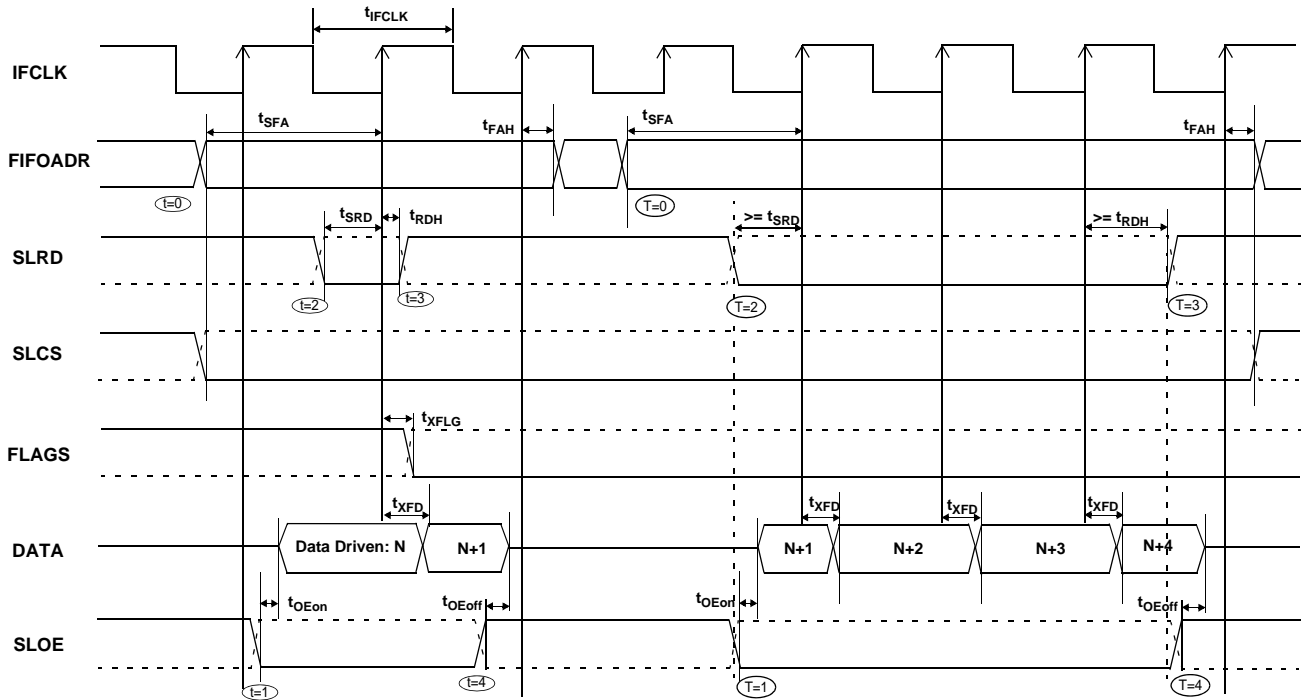 tIFCLK
IFCLK
tSFA
tFAH
tSFA
tFAH
FIFOADR
t=0
T=0
tSRD
tRDH
>= tSRD
>= tRDH
SLRD
t=2
t=3
T=2
T=3
SLCS
tXFLG
FLAGS
tXFD
tXFD
tXFD
tXFD
DATA
Data Driven: N
N+1
N+1
N+2
N+3
N+4
tOEon
tOEoff
tOEon
tOEoff
SLOE
t=1
t=4
T=1
T=4